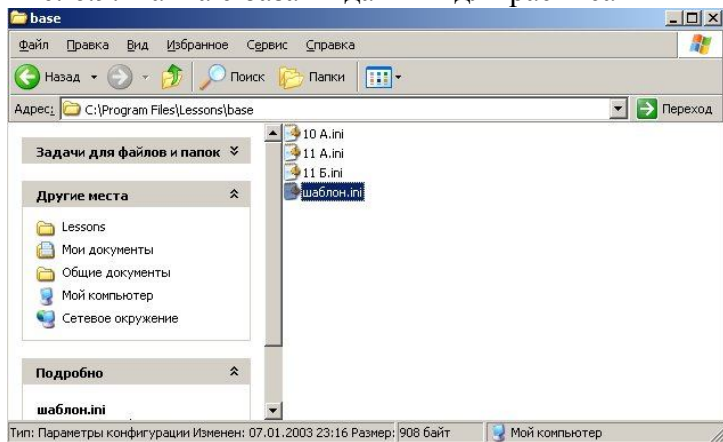 base
Файл Правка Вид Избранное Сервис Справка
Назад Поиск Папки
Адрес: C:\Program Files\Lessons\base Переход
Задачи для файлов и папок
Другие места
Lessons
Мои документы
Общие документы
Мой компьютер
Сетевое окружение
Подробно
шаблон.ini
10 А.ini
11 А.ini
11 Б.ini
шаблон.ini
Тип: Параметры конфигурации Изменен: 07.01.2003 23:16 Размер: 908 байт Мой компьютер